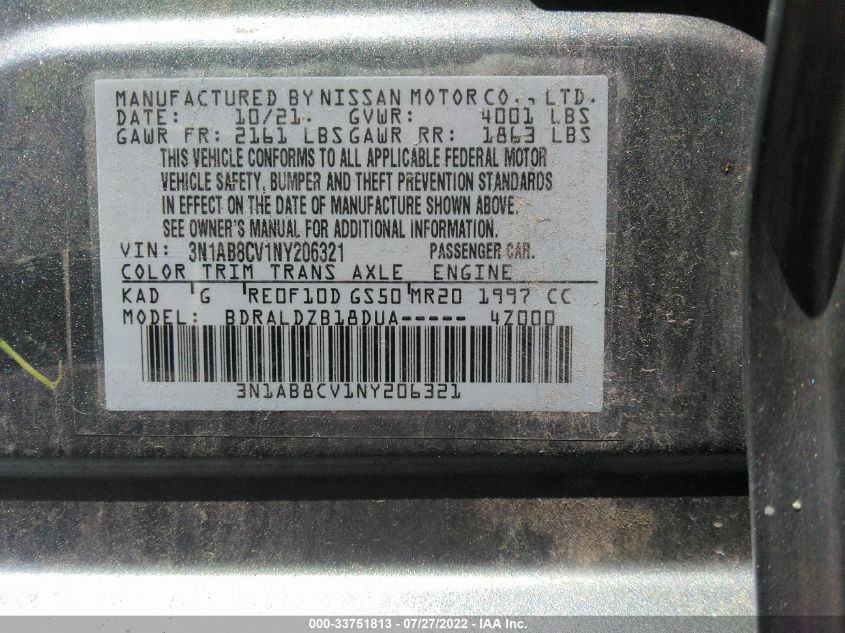 MANUFACTURED BY NISSAN MOTOR CO., LTD.
DATE: 10/21. GVWR: 4001 LBS
GAWR FR: 2161 LBS GAWR RR: 1863 LBS
THIS VEHICLE CONFORMS TO ALL APPLICABLE FEDERAL MOTOR
VEHICLE SAFETY, BUMPER AND THEFT PREVENTION STANDARDS
IN EFFECT ON THE DATE OF MANUFACTURE SHOWN ABOVE.
SEE OWNER'S MANUAL FOR ADDITIONAL INFORMATION.
VIN: 3N1AB8CV1NY206321 PASSENGER CAR.
COLOR TRIM TRANS AXLE ENGINE
KAD G RE0F10D GS50 MR20 1997 CC
MODEL: BDRALDZB18DUA----- 4Z000
3N1AB8CV1NY206321
000-33751813 - 07/27/2022 - IAA Inc.